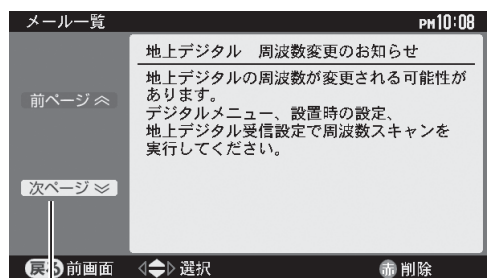 メール一覧 PM10:08
地上デジタル 周波数変更のお知らせ
地上デジタルの周波数が変更される可能性が
あります。
デジタルメニュー、設置時の設定、
地上デジタル受信設定で周波数スキャンを
実行してください。
前ページ
次ページ
戻る 前画面 選択 赤 削除